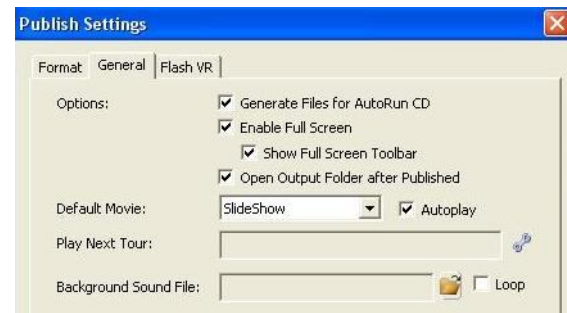 Publish Settings
Format General Flash VR
Options: Generate Files for AutoRun CD
Enable Full Screen
Show Full Screen Toolbar
Open Output Folder after Published
Default Movie: SlideShow Autoplay
Play Next Tour:
Background Sound File: Loop